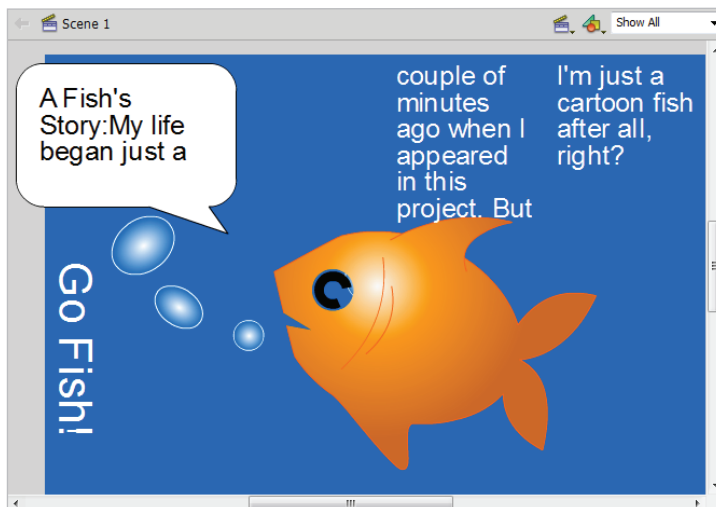 Scene 1
Show All
A Fish's
Story:My life
began just a
couple of
minutes
ago when I
appeared
in this
project. But
I'm just a
cartoon fish
after all,
right?
Go Fish!